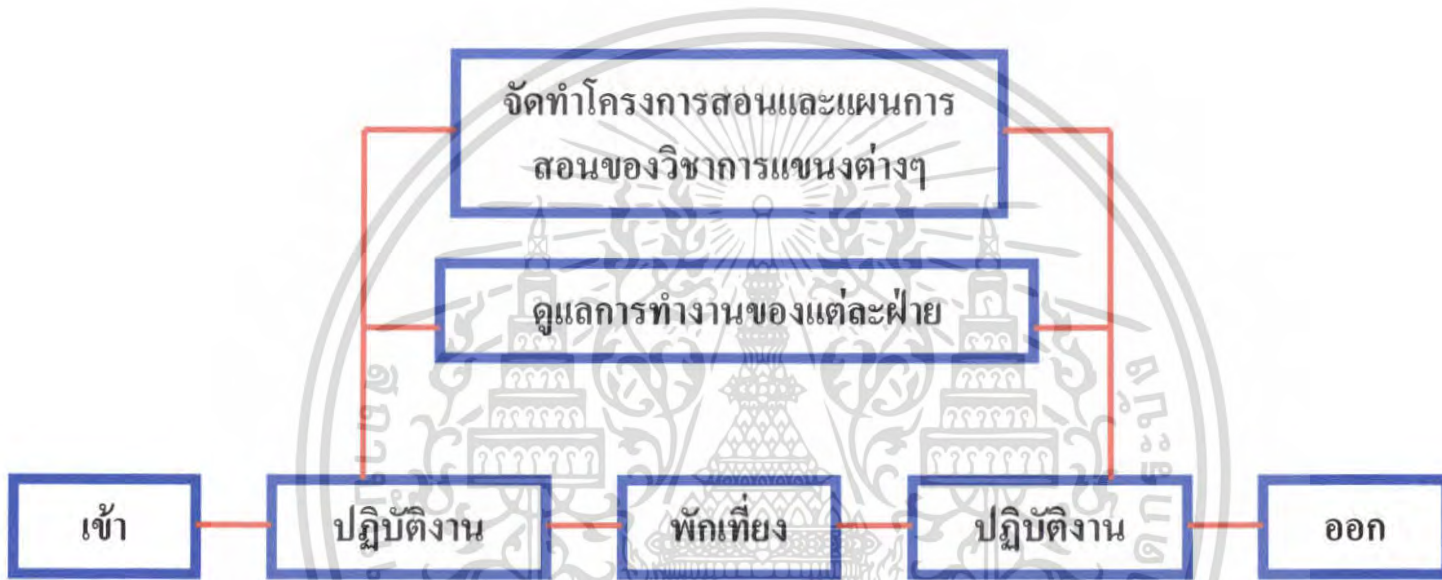 จัดทำโครงการสอนและแผนการ
สอนของวิชาการแขนงต่างๆ
ดูแลการทำงานของแต่ละฝ่าย
เข้า
ปฏิบัติงาน
พักเที่ยง
ปฏิบัติงาน
ออก